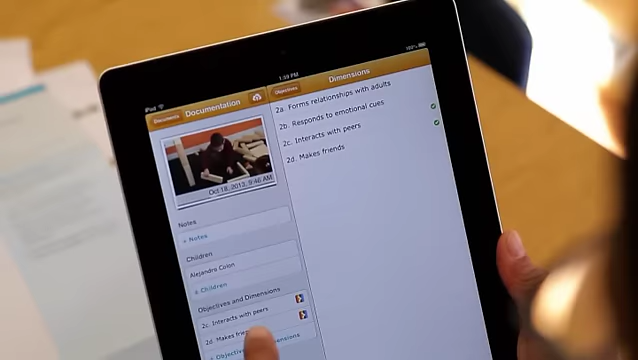 iPad
1:59 PM
100%
Documents
Documentation
Objectives
Dimensions
2a. Forms relationships with adults
2b. Responds to emotional cues
2c. Interacts with peers
2d. Makes friends
Oct 18, 2013, 9:46 AM
Notes
+ Notes
Children
Alejandro Colon
+ Children
Objectives and Dimensions
2c. Interacts with peers
2d. Makes
+